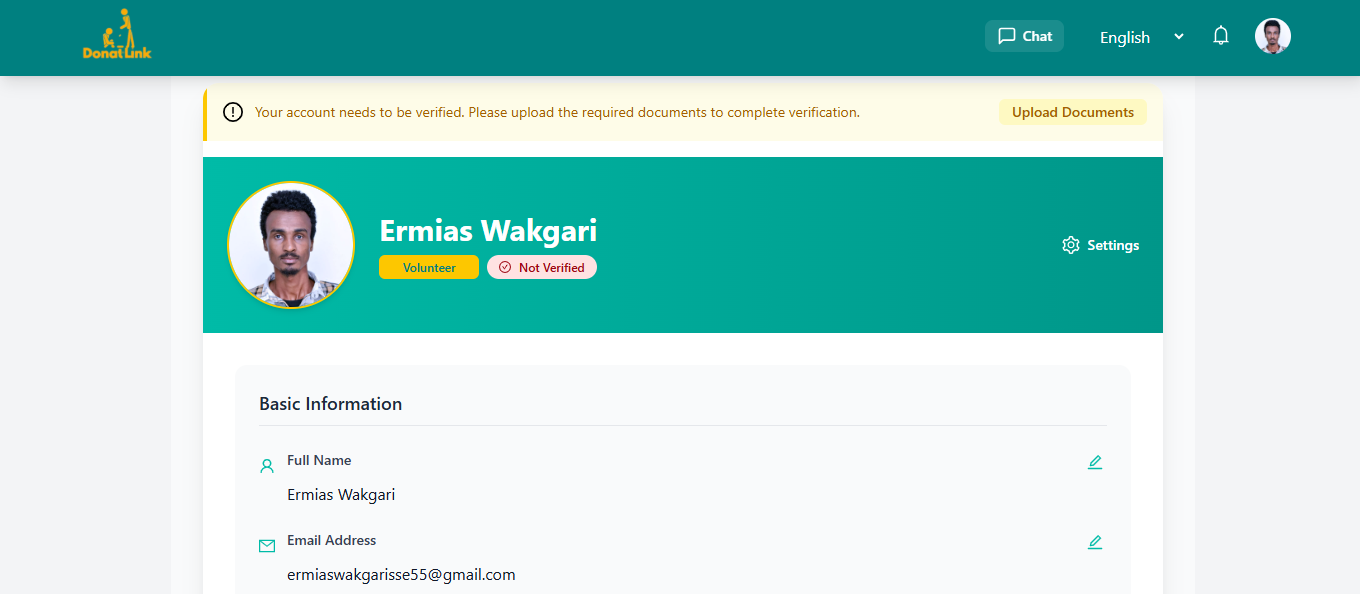 DonatLink
Chat
English
Your account needs to be verified. Please upload the required documents to complete verification.
Upload Documents
Ermias Wakgari
Volunteer
Not Verified
Settings
Basic Information
Full Name
Ermias Wakgari
Email Address
ermiaswakgarisse55@gmail.com